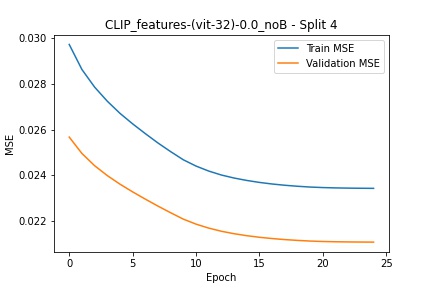 CLIP_features-(vit-32)-0.0_noB - Split 4
Train MSE
Validation MSE
0.030
0.028
0.026
0.024
0.022
MSE
0 5 10 15 20 25
Epoch